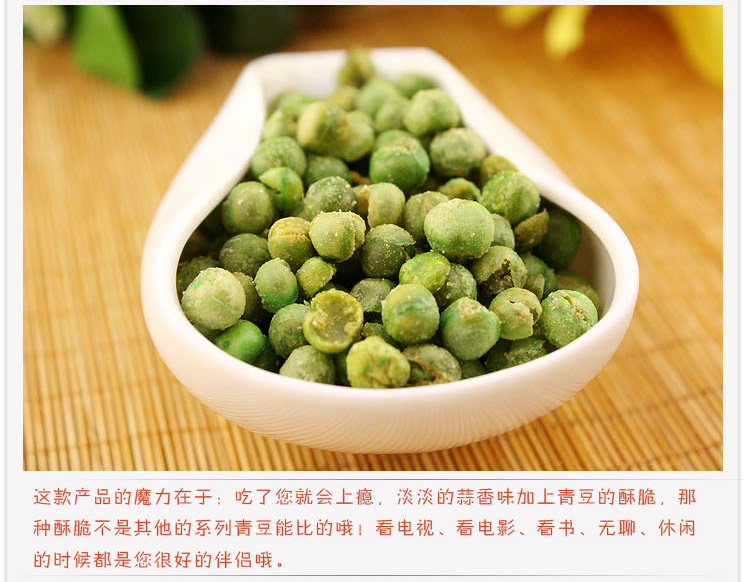 这款产品的魔力在于：吃了您就会上瘾，淡淡的蒜香味加上青豆的酥脆，那
种酥脆不是其他的系列青豆能比的哦！看电视、看电影、看书、无聊、休闲
的时候都是您很好的伴侣哦。